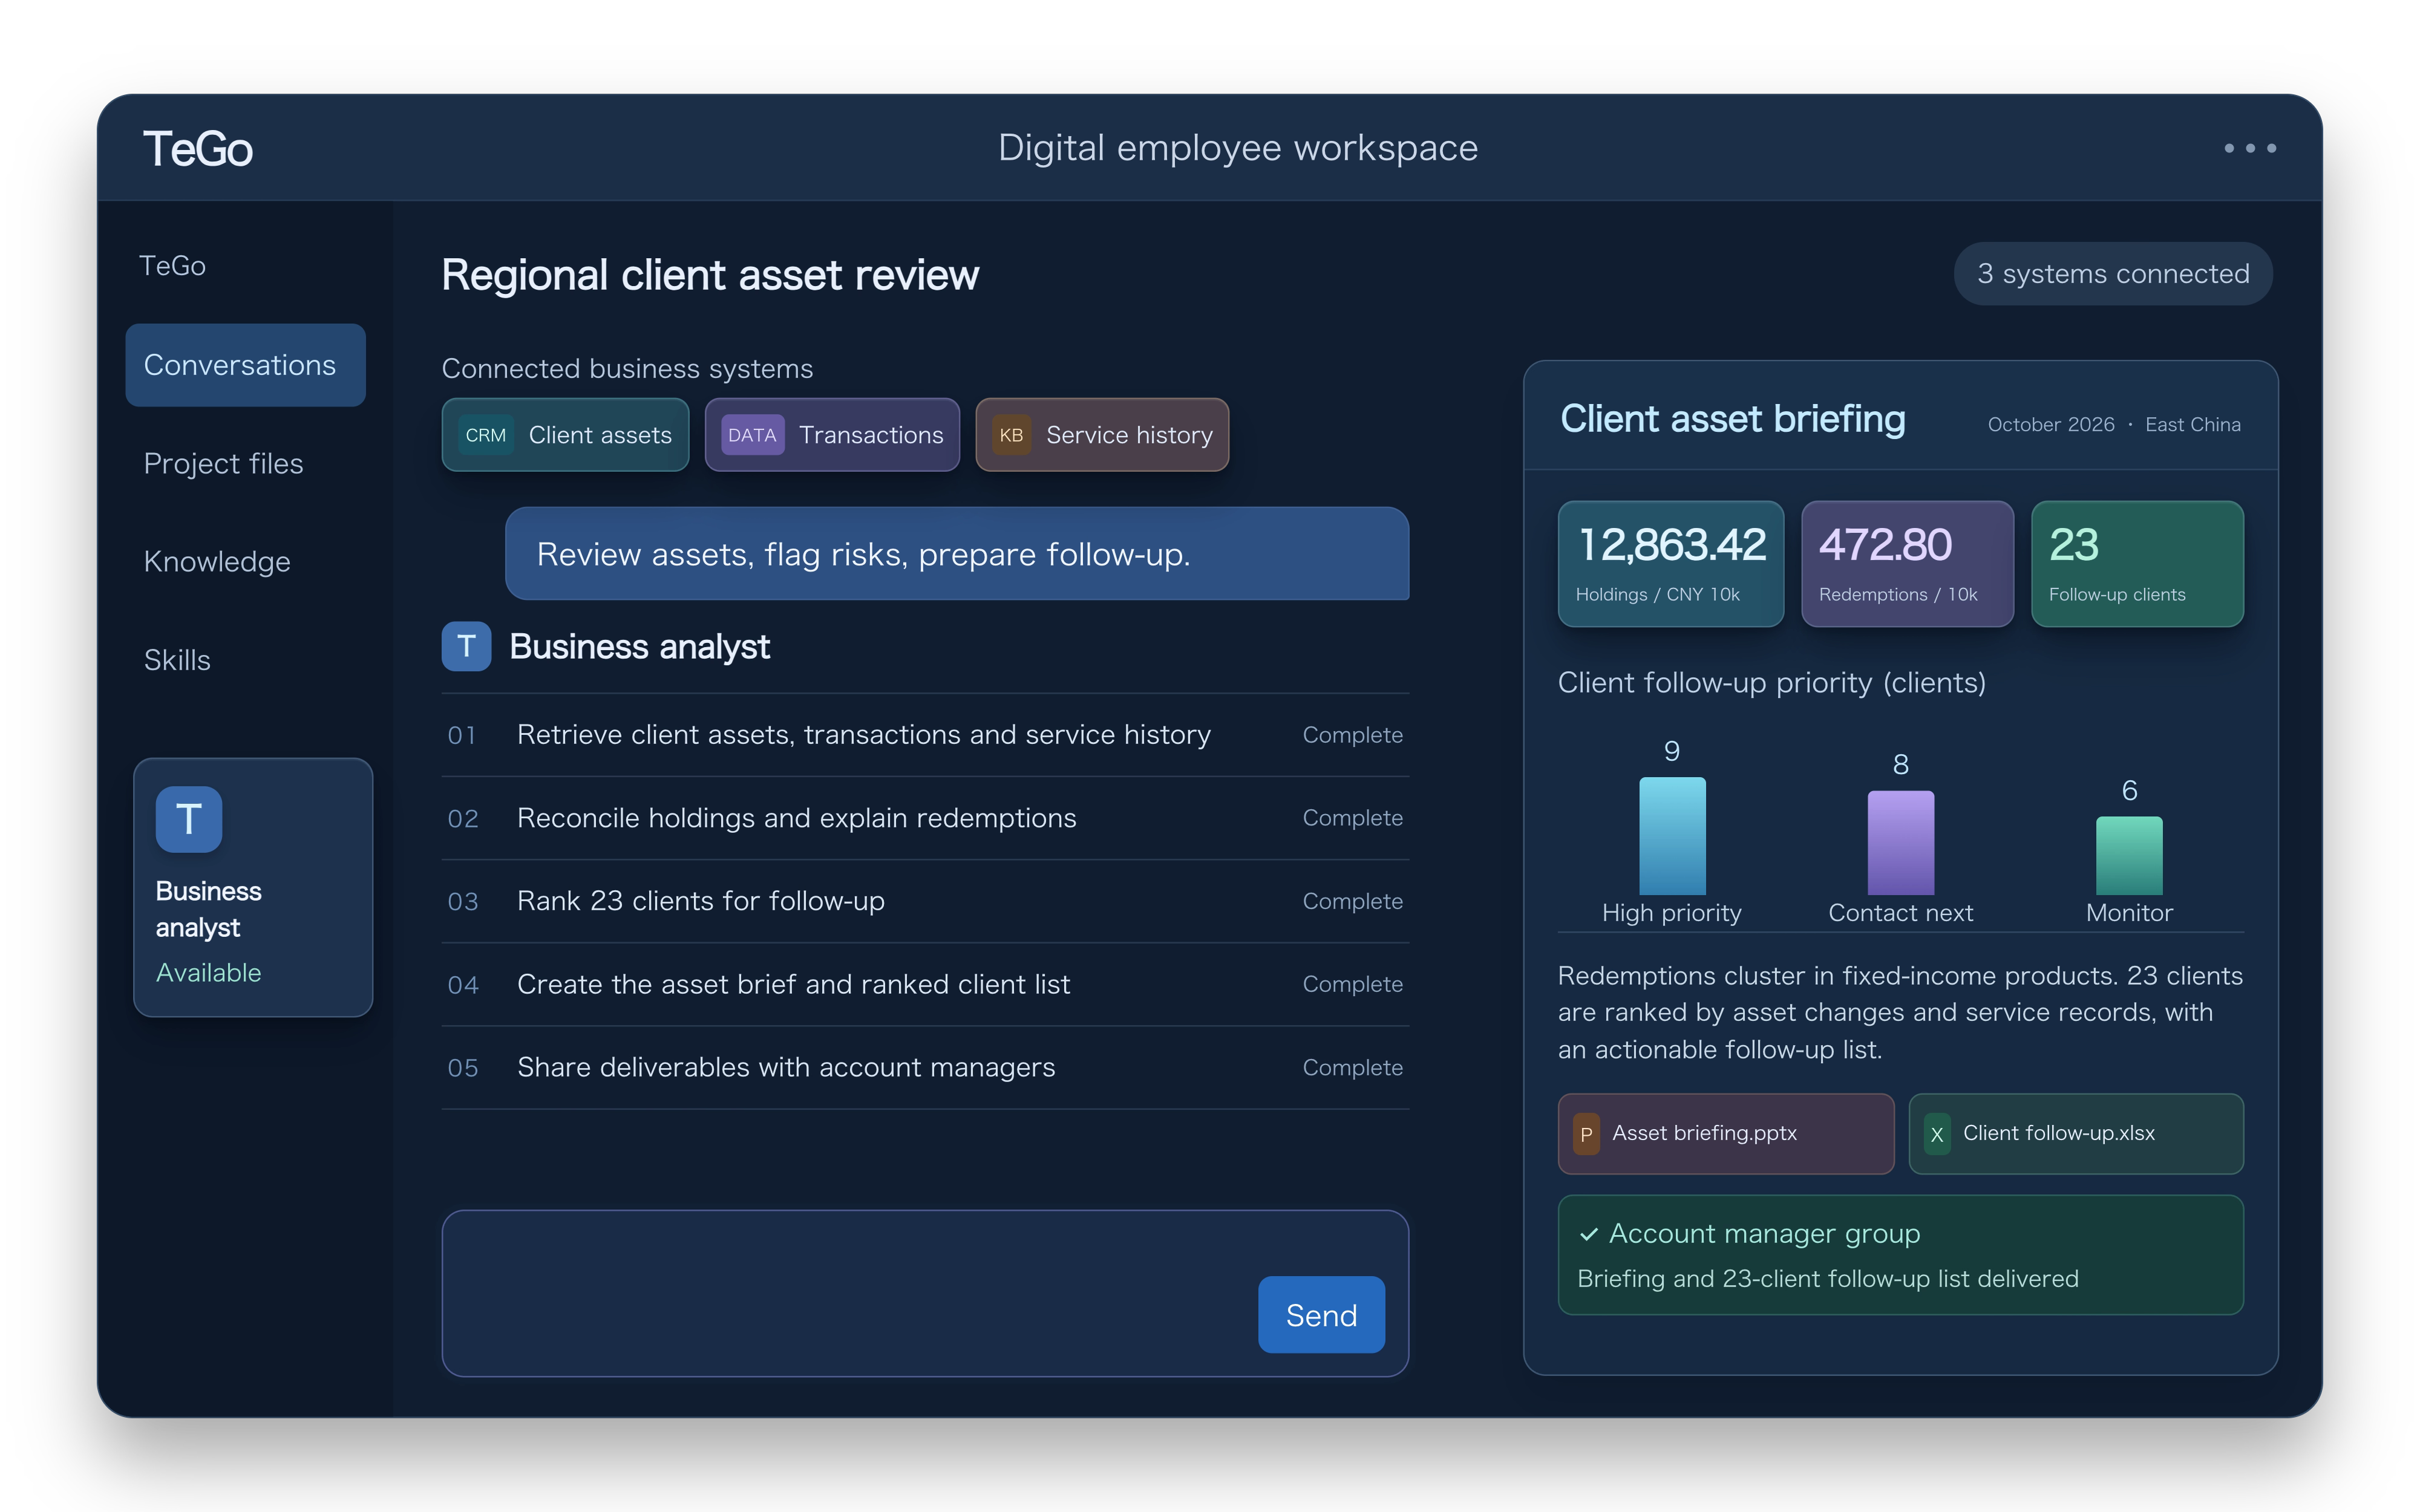 TeGo
Digital employee workspace
TeGo
Conversations
Project files
Knowledge
Skills
T
Business
analyst
Available
Regional client asset review
3 systems connected
Connected business systems
CRM Client assets
DATA Transactions
KB Service history
Review assets, flag risks, prepare follow-up.
T Business analyst
01 Retrieve client assets, transactions and service history Complete
02 Reconcile holdings and explain redemptions Complete
03 Rank 23 clients for follow-up Complete
04 Create the asset brief and ranked client list Complete
05 Share deliverables with account managers Complete
Send
Client asset briefing
October 2026 · East China
12,863.42
Holdings / CNY 10k
472.80
Redemptions / 10k
23
Follow-up clients
Client follow-up priority (clients)
9
8
6
High priority
Contact next
Monitor
Redemptions cluster in fixed-income products. 23 clients
are ranked by asset changes and service records, with
an actionable follow-up list.
P Asset briefing.pptx
X Client follow-up.xlsx
✓ Account manager group
Briefing and 23-client follow-up list delivered